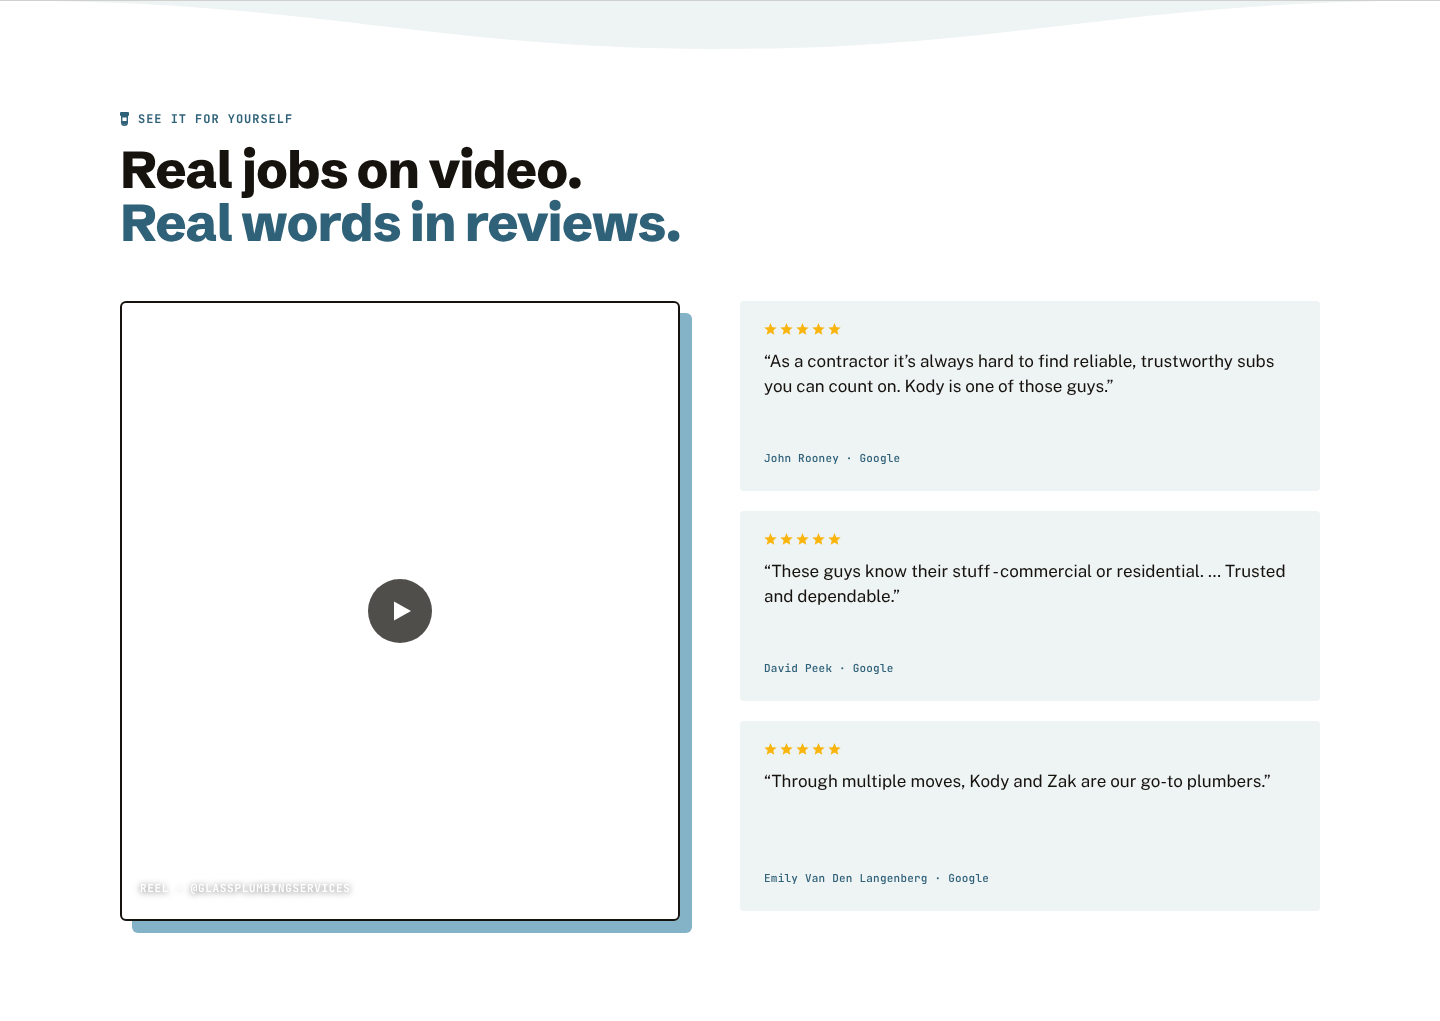 SEE IT FOR YOURSELF
Real jobs on video.
Real words in reviews.
REEL · @GLASSPLUMBINGSERVICES
“As a contractor it’s always hard to find reliable, trustworthy subs
you can count on. Kody is one of those guys.”
John Rooney · Google
“These guys know their stuff - commercial or residential. ... Trusted
and dependable.”
David Peek · Google
“Through multiple moves, Kody and Zak are our go-to plumbers.”
Emily Van Den Langenberg · Google